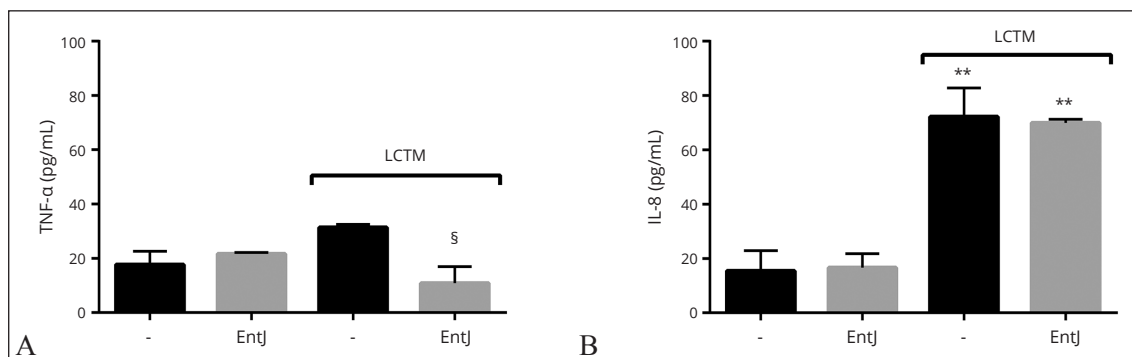 100
80
60
40
20
0
TNF-α (pg/mL)
LCTM
§
- EntJ - EntJ
A
100
80
60
40
20
0
IL-8 (pg/mL)
LCTM
**
**
- EntJ - EntJ
B